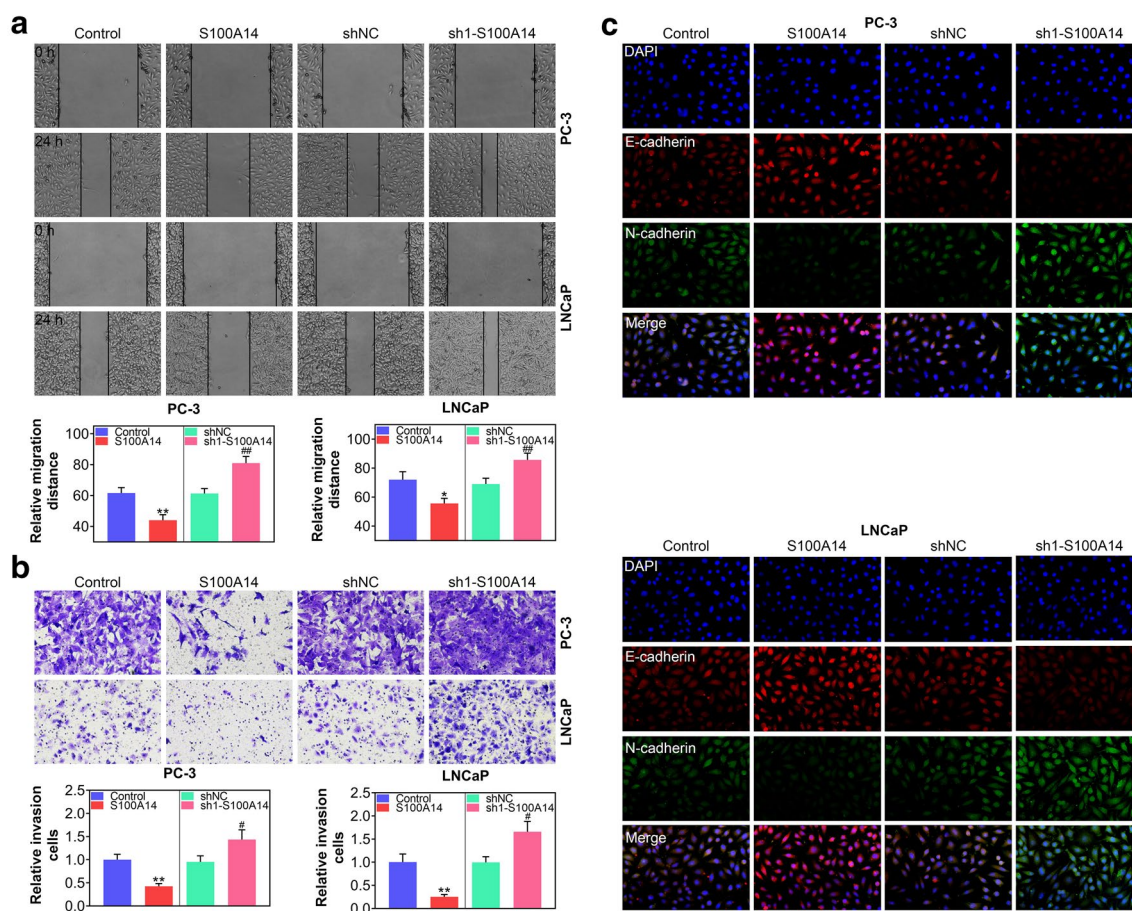 a
Control S100A14 shNC sh1-S100A14
0 h
PC-3
24 h
0 h
LNCaP
24 h
PC-3
Relative migration distance
100
80
60
40
Control
S100A14
shNC
sh1-S100A14
**
##
LNCaP
Relative migration distance
100
80
60
40
Control
S100A14
shNC
sh1-S100A14
*
##
b
Control S100A14 shNC sh1-S100A14
PC-3
LNCaP
PC-3
Relative invasion cells
2.5
2.0
1.5
1.0
0.5
0.0
Control
S100A14
shNC
sh1-S100A14
**
#
LNCaP
Relative invasion cells
2.5
2.0
1.5
1.0
0.5
0.0
Control
S100A14
shNC
sh1-S100A14
**
#
c
PC-3
Control S100A14 shNC sh1-S100A14
DAPI
E-cadherin
N-cadherin
Merge
LNCaP
Control S100A14 shNC sh1-S100A14
DAPI
E-cadherin
N-cadherin
Merge